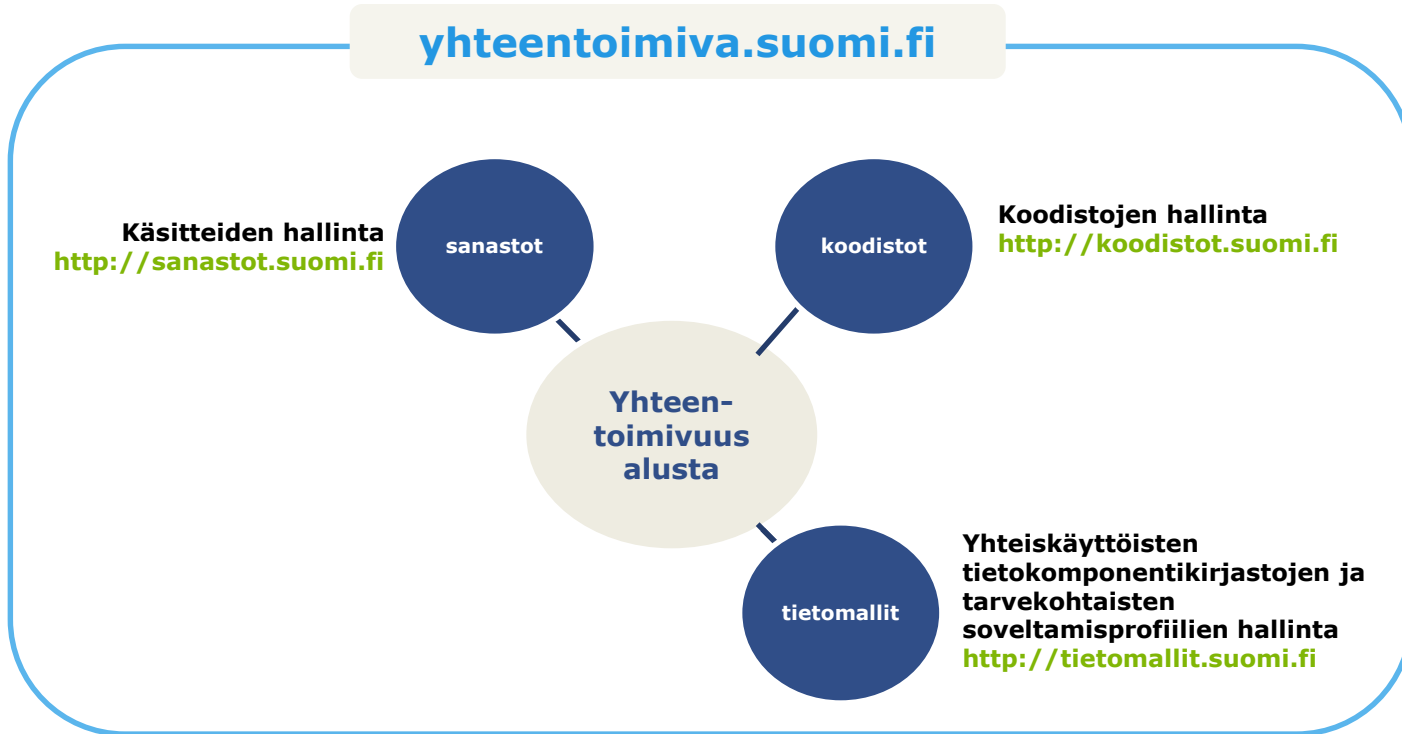 yhteentoimiva.suomi.fi
Käsitteiden hallinta
http://sanastot.suomi.fi
sanastot
koodistot
Koodistojen hallinta
http://koodistot.suomi.fi
Yhteen-
toimivuus
alusta
tietomallit
Yhteiskäyttöisten
tietokomponentikirjastojen ja
tarvekohtaisten
soveltamisprofiilien hallinta
http://tietomallit.suomi.fi